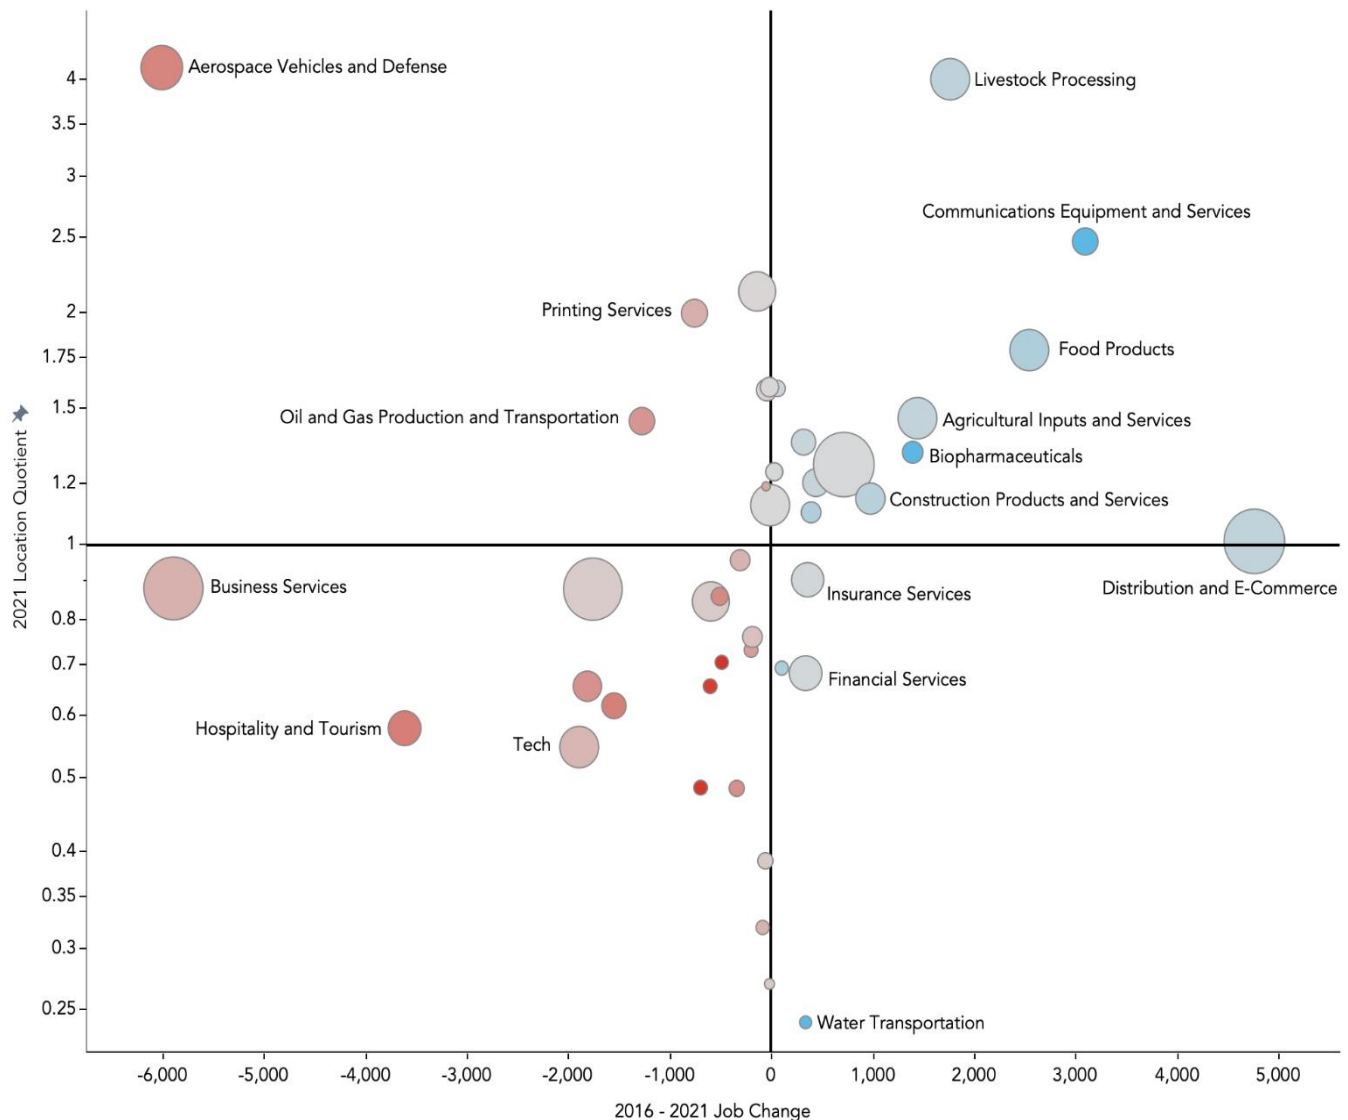 Aerospace Vehicles and Defense
Livestock Processing
4
3.5
3
Communications Equipment and Services
2.5
Printing Services
2
Food Products
1.75
1.5
Oil and Gas Production and Transportation
Agricultural Inputs and Services
Biopharmaceuticals
1.2
Construction Products and Services
1
Business Services
Distribution and E-Commerce
Insurance Services
0.8
0.7
Financial Services
0.6
Hospitality and Tourism
Tech
0.5
0.4
0.35
0.3
0.25
Water Transportation
2021 Location Quotient
-6,000 -5,000 -4,000 -3,000 -2,000 -1,000 0 1,000 2,000 3,000 4,000 5,000
2016 - 2021 Job Change